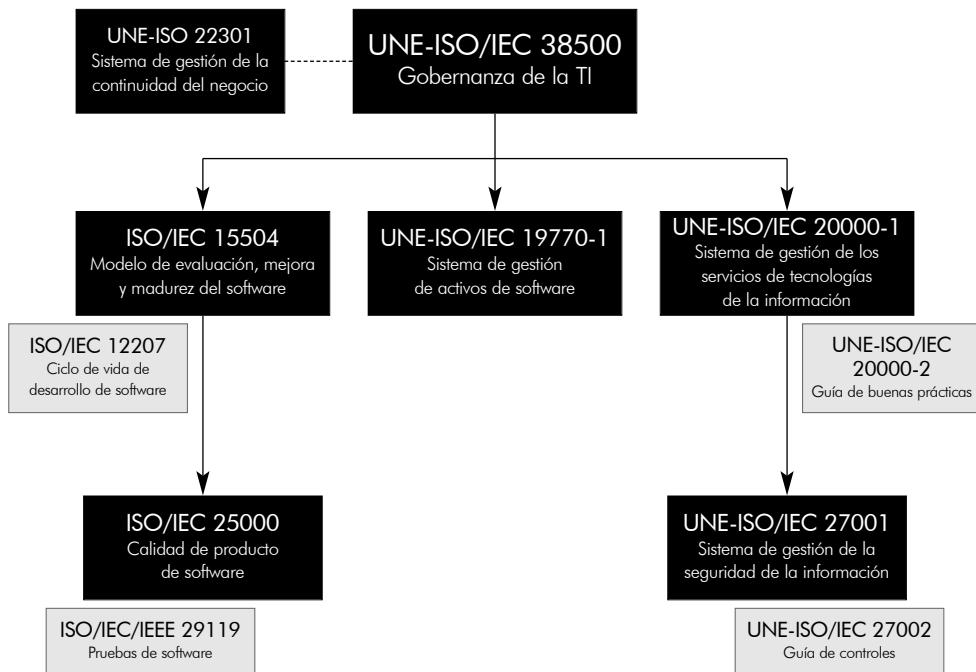 UNE-ISO 22301
Sistema de gestión de la
continuidad del negocio
UNE-ISO/IEC 38500
Gobernanza de la TI
ISO/IEC 15504
Modelo de evaluación, mejora
y madurez del software
UNE-ISO/IEC 19770-1
Sistema de gestión
de activos de software
UNE-ISO/IEC 20000-1
Sistema de gestión de los
servicios de tecnologías
de la información
ISO/IEC 12207
Ciclo de vida de
desarrollo de software
UNE-ISO/IEC
20000-2
Guía de buenas prácticas
ISO/IEC 25000
Calidad de producto
de software
UNE-ISO/IEC 27001
Sistema de gestión de la
seguridad de la información
ISO/IEC/IEEE 29119
Pruebas de software
UNE-ISO/IEC 27002
Guía de controles